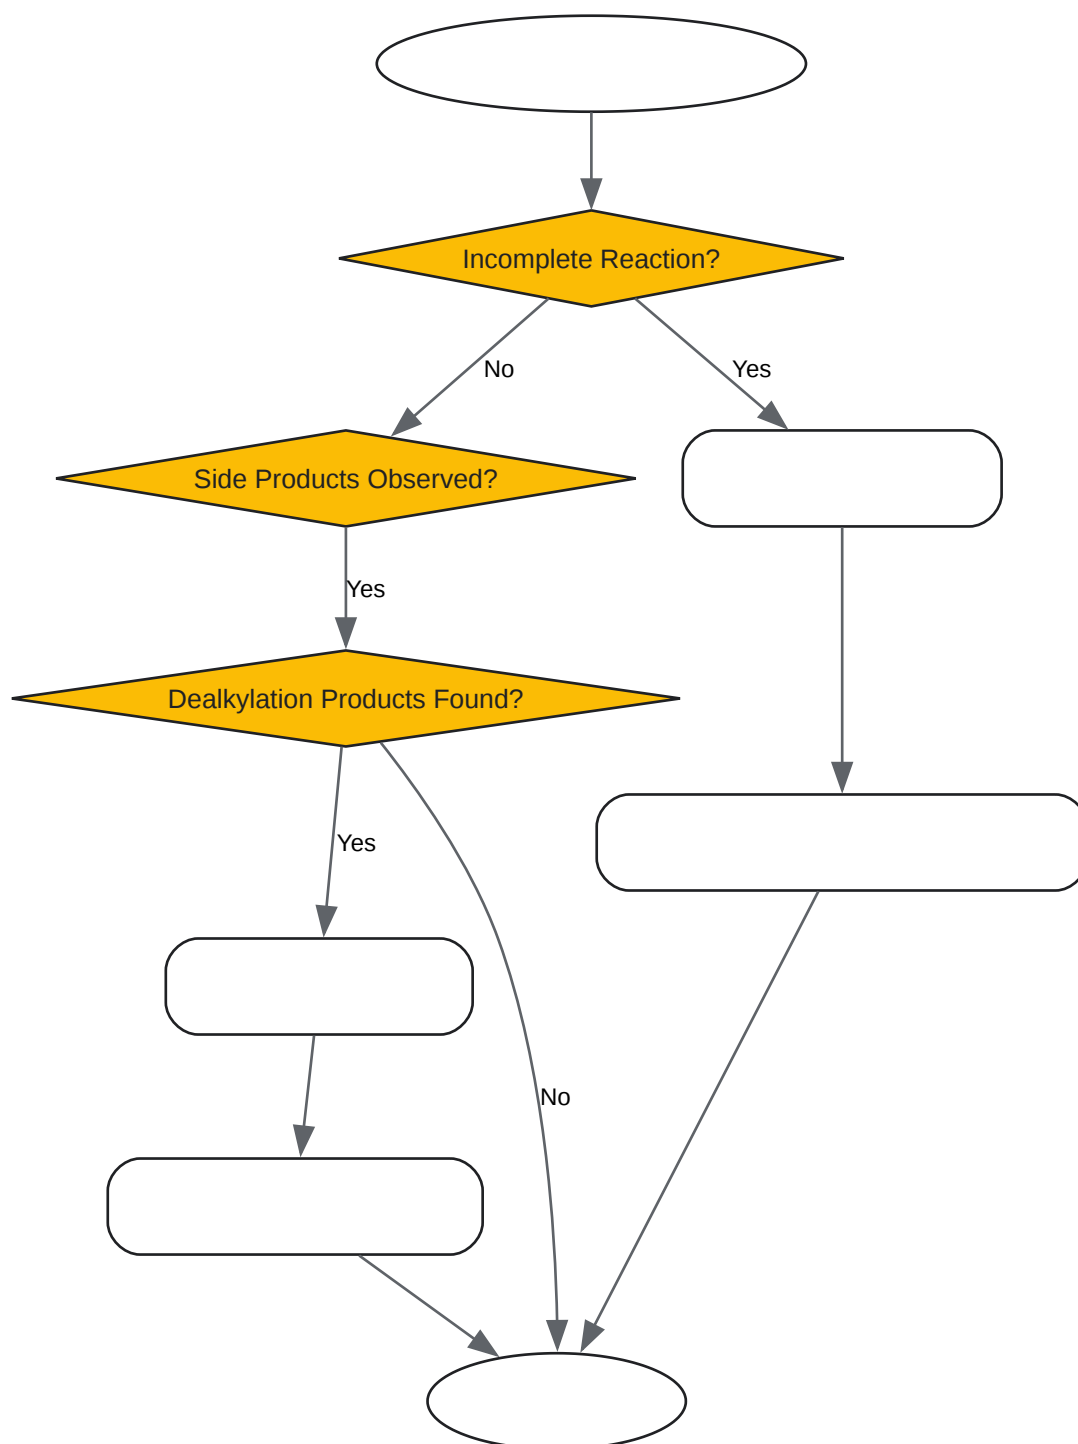 Incomplete Reaction?
No
Yes
Side Products Observed?
Yes
Dealkylation Products Found?
Yes
No